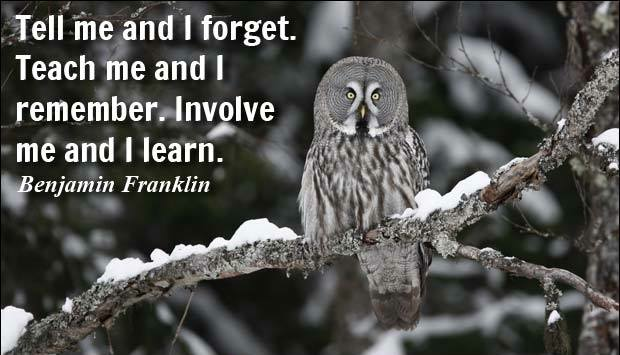 Tell me and I forget.
Teach me and I
remember. Involve
me and I learn.
Benjamin Franklin